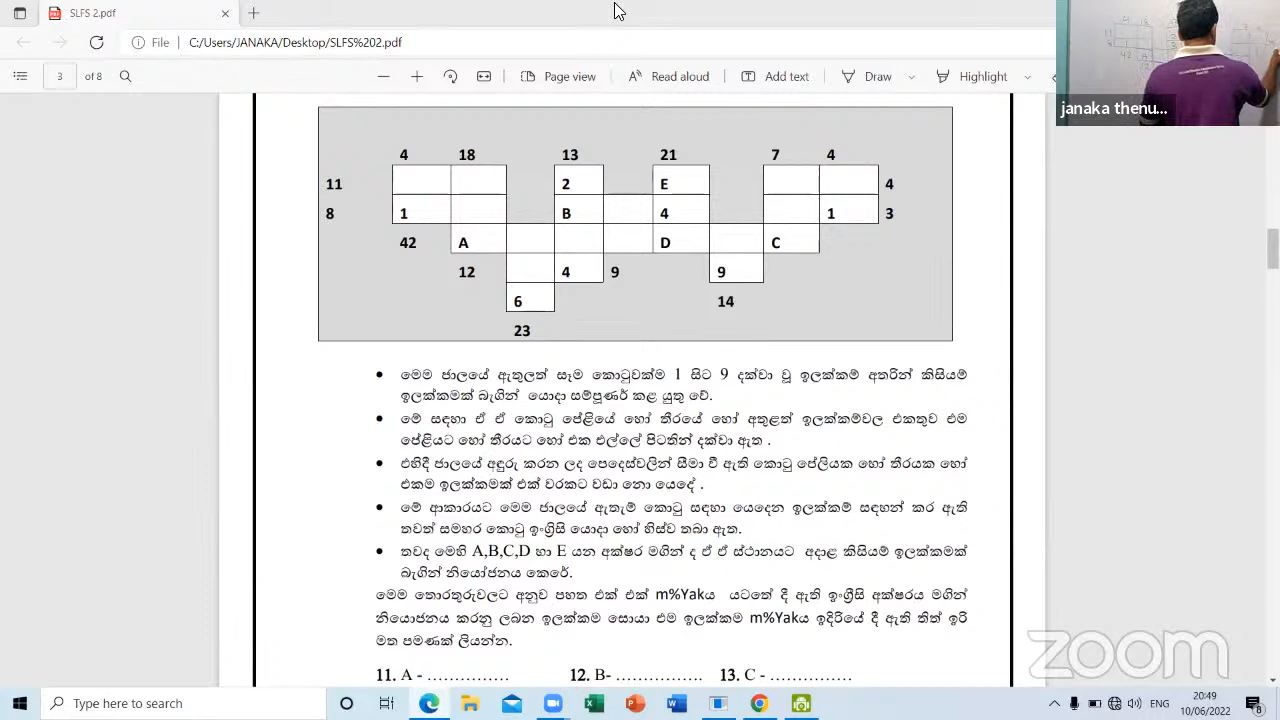 SLFS 2.pdf
File C:/Users/JANAKA/Desktop/SLFS%202.pdf
3 of 8 Page view Read aloud Add text Draw Highlight
janaka thenu...
4 18 13 21 7 4
11 2 E 4
8 1 B 4 1 3
42 A D C
12 4 9 9
6 14
23
• මෙම ජාලයේ ඇතුලත් සෑම කොටුවක්ම 1 සිට 9 දක්වා වූ ඉලක්කම් අතරින් කිසියම්
ඉලක්කමක් බැගින් යොදා සම්පූර්ණ කළ යුතු වේ.
• මේ සඳහා ඒ ඒ කොටු පේළියේ හෝ තීරයේ හෝ අතුළත් ඉලක්කම්වල එකතුව එම
පේළියට හෝ තීරයට හෝ එක එල්ලේ පිටතින් දක්වා ඇත .
• එහිදී ජාලයේ අඳුරු කරන ලද පෙදෙස්වලින් සීමා වී ඇති කොටු පේලියක හෝ තීරයක හෝ
එකම ඉලක්කමක් එක් වරකට වඩා නො යෙදේ .
• මේ ආකාරයට මෙම ජාලයේ ඇතැම් කොටු සඳහා යෙදෙන ඉලක්කම් සඳහන් කර ඇති
තවත් සමහර කොටු ඉංග්‍රිසි යොදා හෝ හිස්ව තබා ඇත.
• තවද මෙහි A,B,C,D හා E යන අක්ෂර මගින් ද ඒ ඒ ස්ථානයට අදාළ කිසියම් ඉලක්කමක්
බැගින් නියෝජනය කෙරේ.
මෙම තොරතුරුවලට අනුව පහත එක් එක් m%Yakය යටතේ දී ඇති ඉංග්‍රීසි අක්ෂරය මගින්
නියෝජනය කරනු ලබන ඉලක්කම සොයා එම ඉලක්කම m%Yakය ඉදිරියේ දී ඇති තිත් ඉරි
මත පමණක් ලියන්න.
11. A - …………… 12. B- ……………. 13. C - ……………
zoom
Type here to search
ENG
20:49
10/06/2022
8